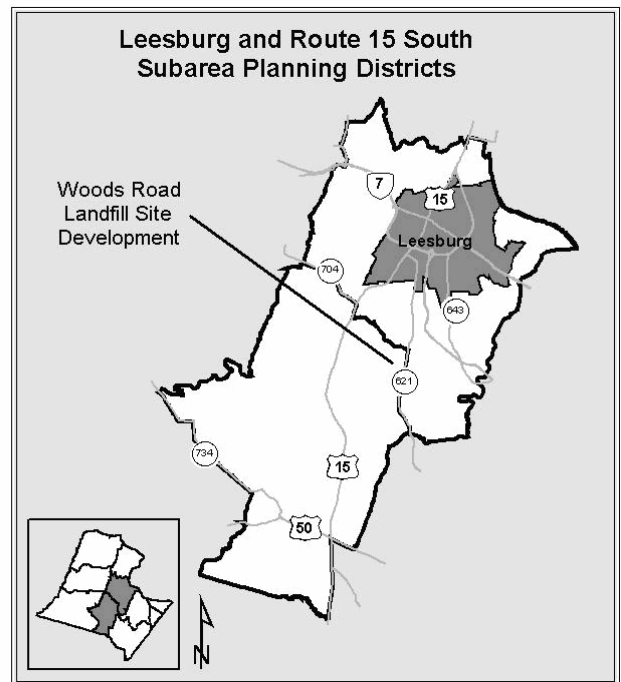 Leesburg and Route 15 South
Subarea Planning Districts
Woods Road
Landfill Site
Development
7
15
Leesburg
704
643
621
734
15
50
N